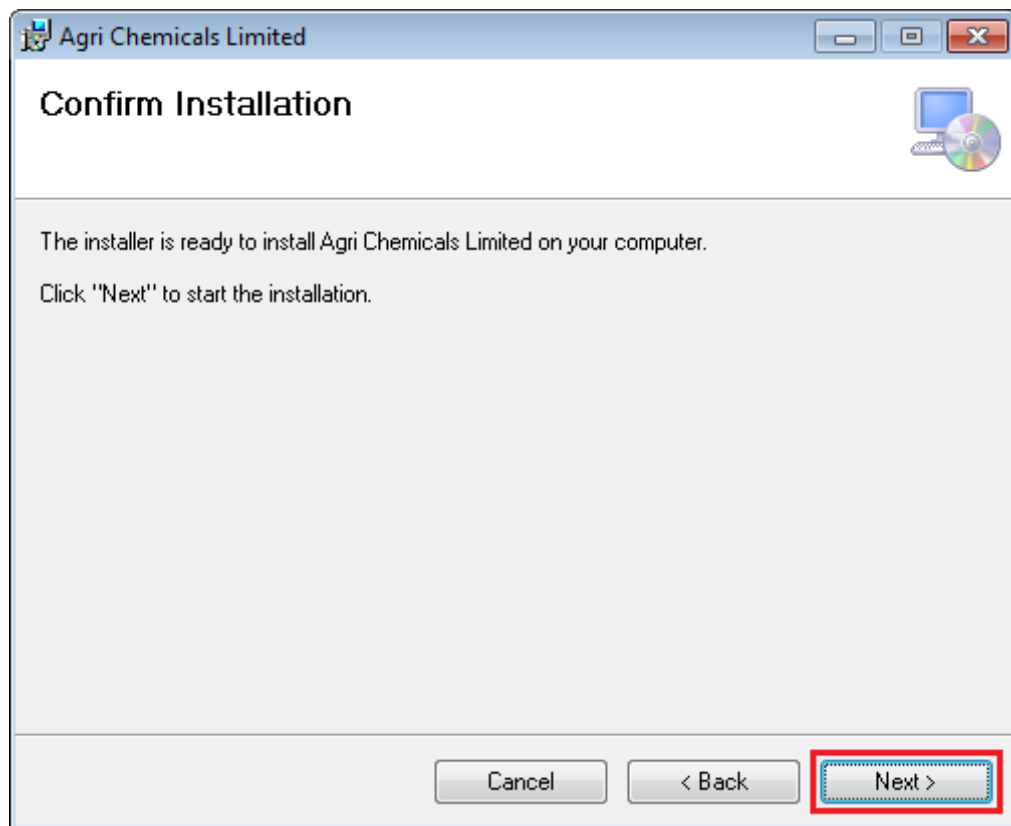 Agri Chemicals Limited
Confirm Installation
The installer is ready to install Agri Chemicals Limited on your computer.
Click "Next" to start the installation.
Cancel
< Back
Next >